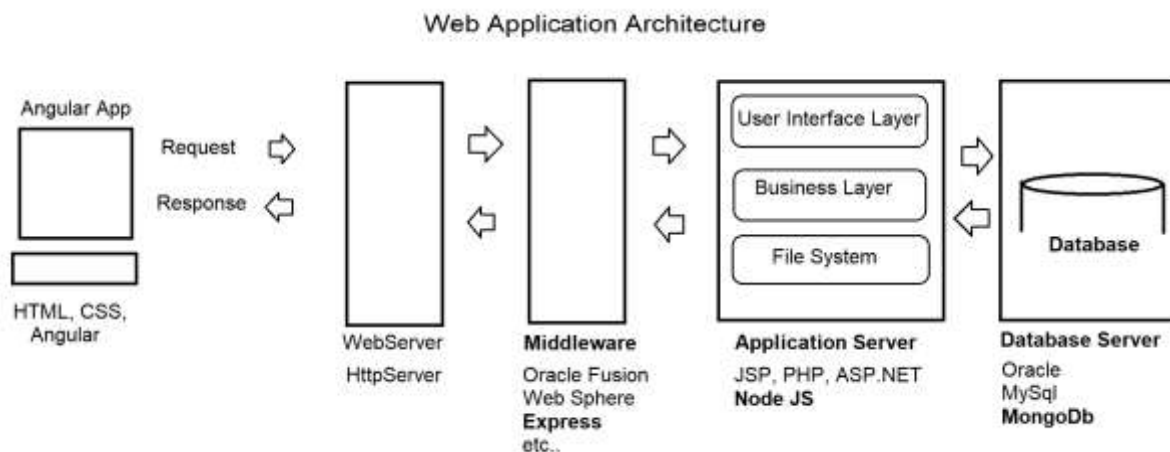 Web Application Architecture
Angular App
Request
Response
HTML, CSS,
Angular
WebServer
HttpServer
Middleware
Oracle Fusion
Web Sphere
Express
etc..
User Interface Layer
Business Layer
File System
Application Server
JSP, PHP, ASP.NET
Node JS
Database
Database Server
Oracle
MySql
MongoDb